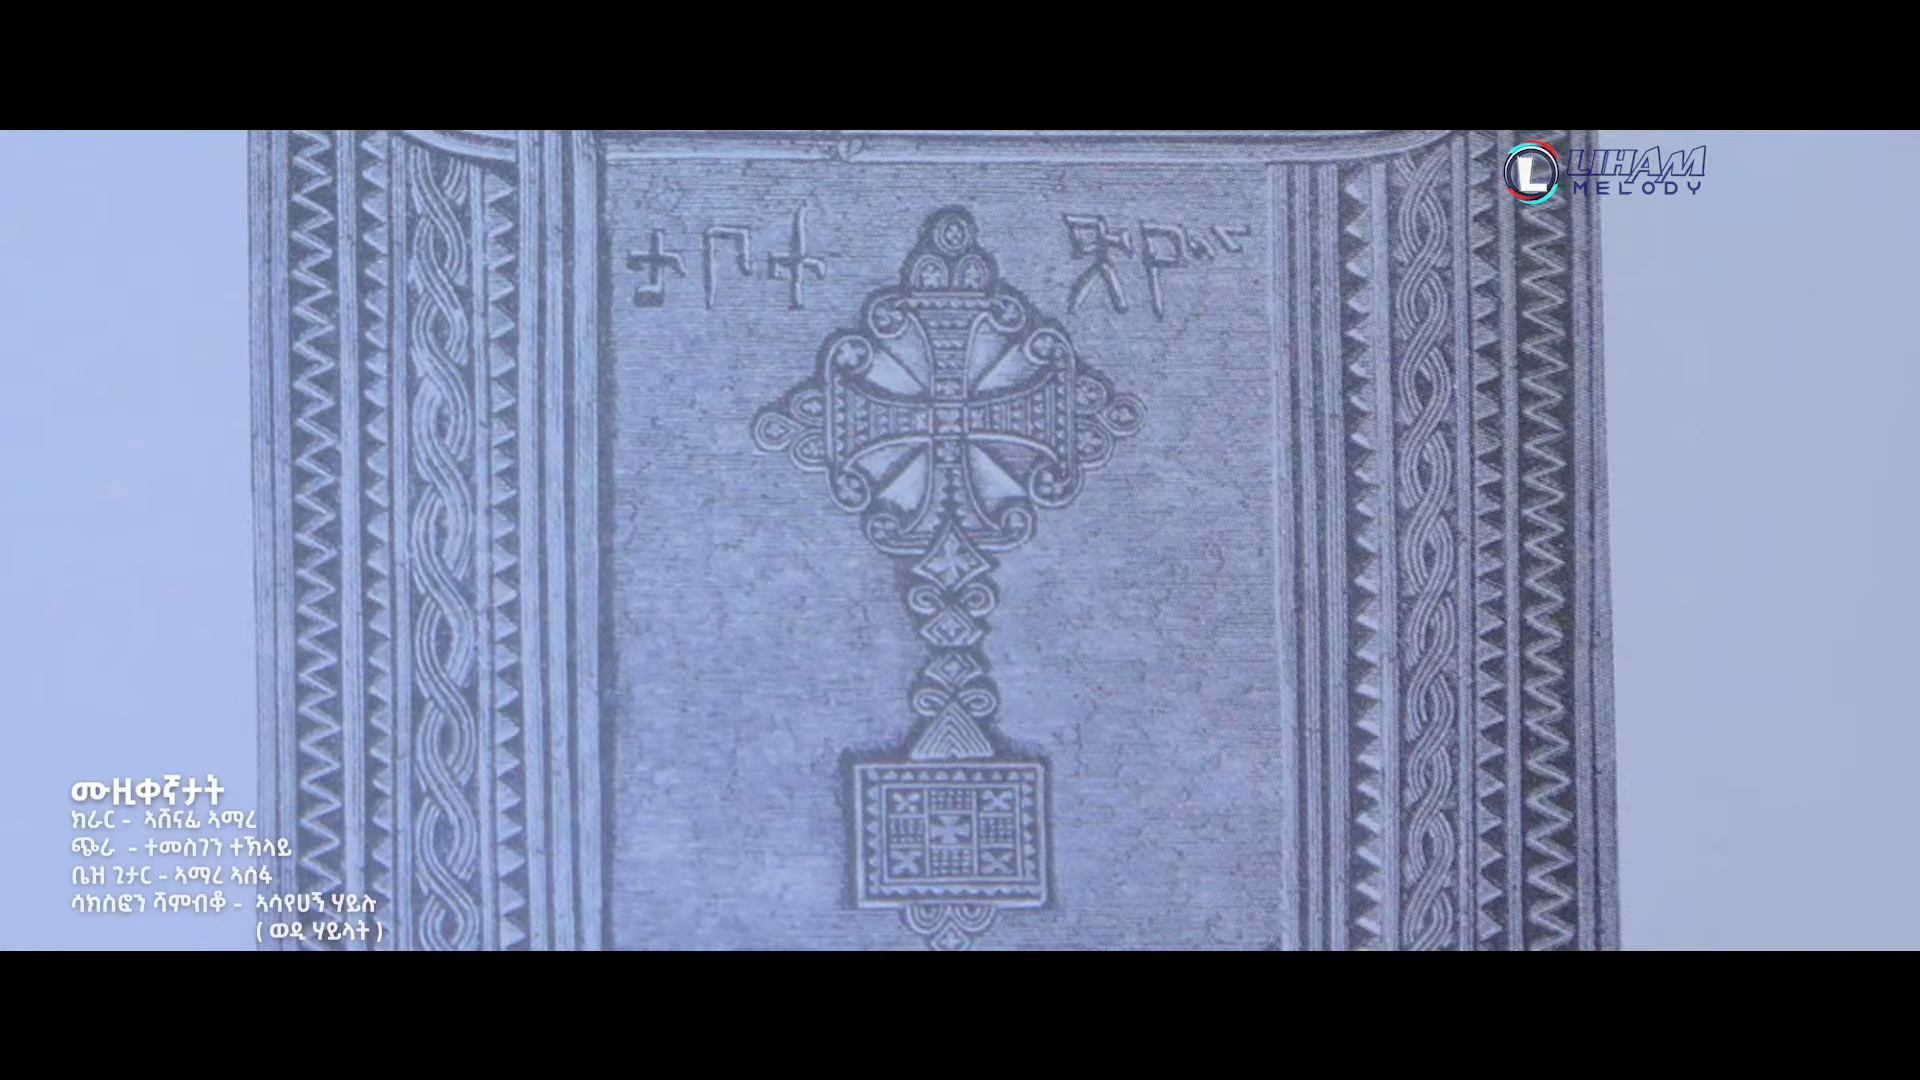 LIHAM
MELODY
ታቦተ ጽዮን
ሙዚቀኛታት
ክራር - ኣሸናፊ ኣማረ
ጭራ - ተመስገን ተኽላይ
ቤዝ ጊታር - ኣማረ ኣሰፋ
ሳክስፎን ሻምብቆ - ኣሳየሀኝ ሃይሉ
( ወዲ ሃይላት )